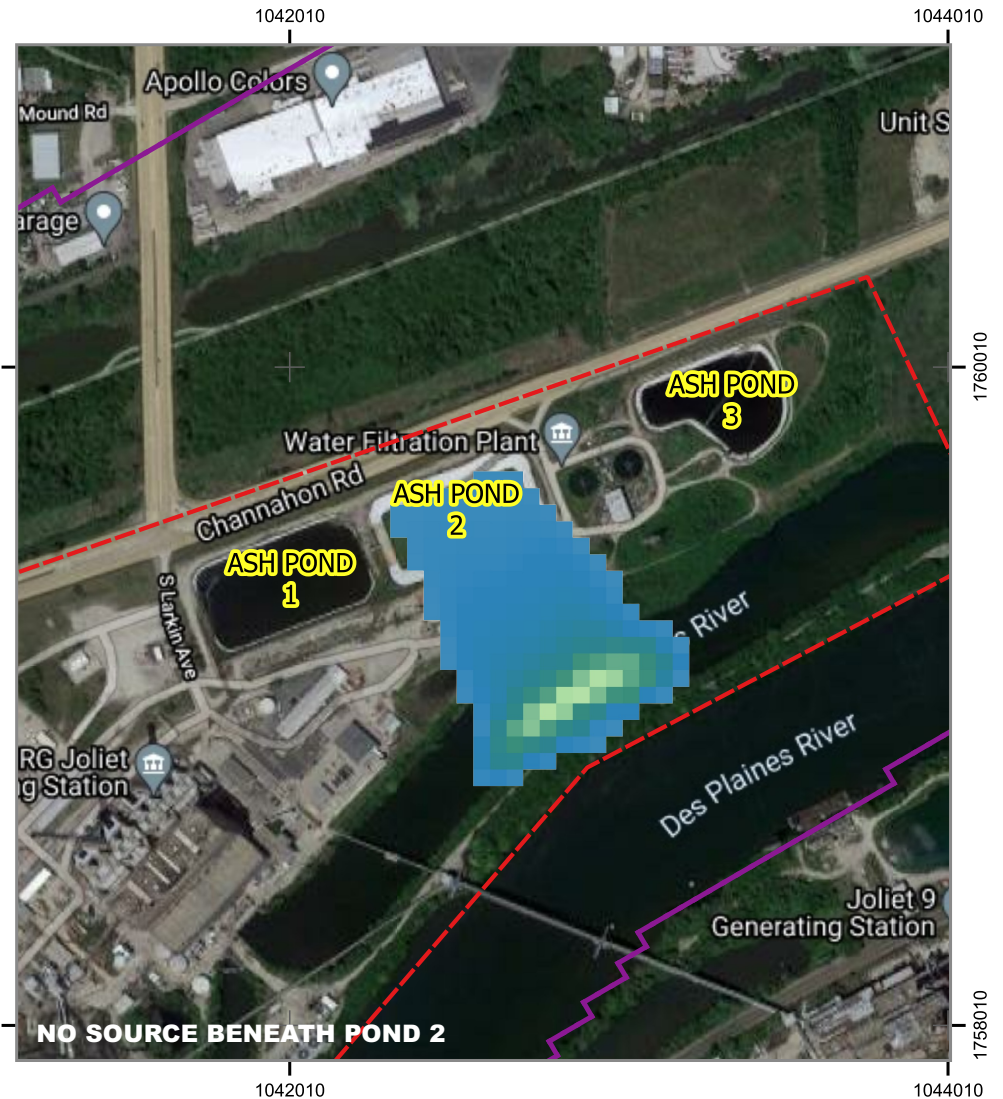 1042010
1044010
Apollo Colors
Mound Rd
Unit S
arage
1760010
ASH POND
3
Water Filtration Plant
ASH POND
2
Channahon Rd
ASH POND
1
S Larkin Ave
s River
RG Joliet
ng Station
Des Plaines River
Joliet 9
Generating Station
NO SOURCE BENEATH POND 2
1758010
1042010
1044010